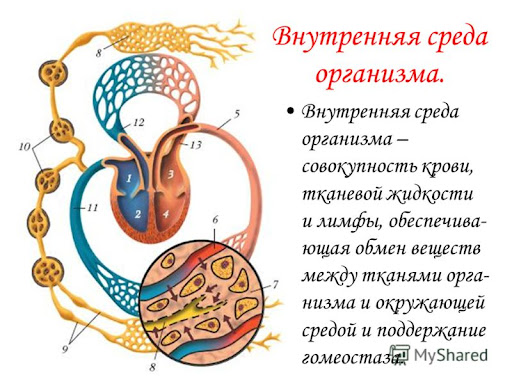 Внутренняя среда
организма.
• Внутренняя среда
организма –
совокупность крови,
тканевой жидкости
и лимфы, обеспечива-
ющая обмен веществ
между тканями орга-
низма и окружающей
средой и поддержание
гомеостаза.
8
9
10
11
12
13
5
1
2
3
4
6
7
8
9
MyShared